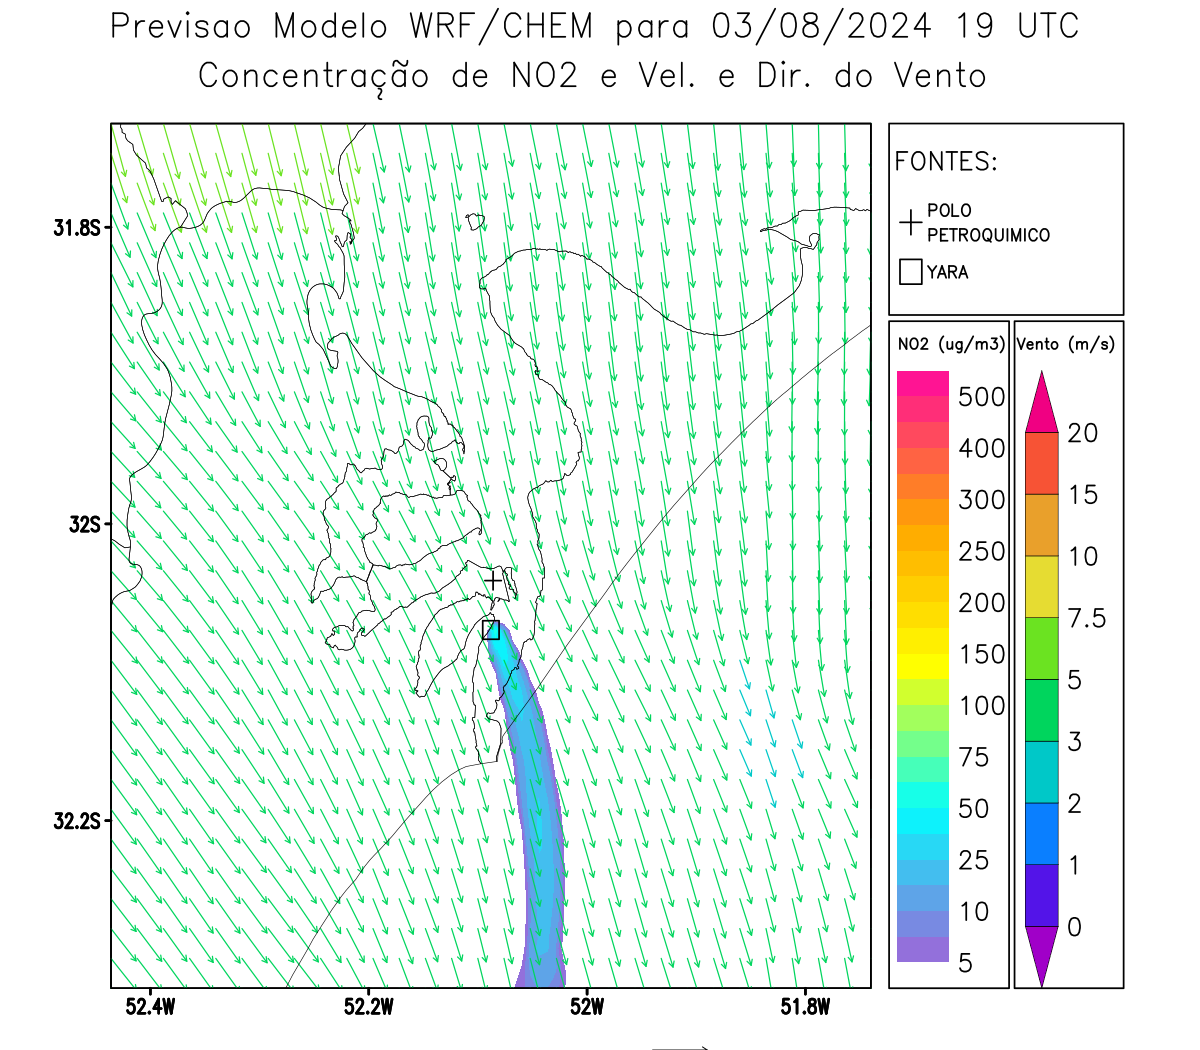 Previsao Modelo WRF/CHEM para 03/08/2024 19 UTC
Concentração de NO2 e Vel. e Dir. do Vento
FONTES:
POLO
PETROQUIMICO
YARA
NO2 (ug/m3)
500
400
300
250
200
150
100
75
50
25
10
5
Vento (m/s)
20
15
10
7.5
5
3
2
1
0
31.8S
32S
32.2S
52.4W
52.2W
52W
51.8W